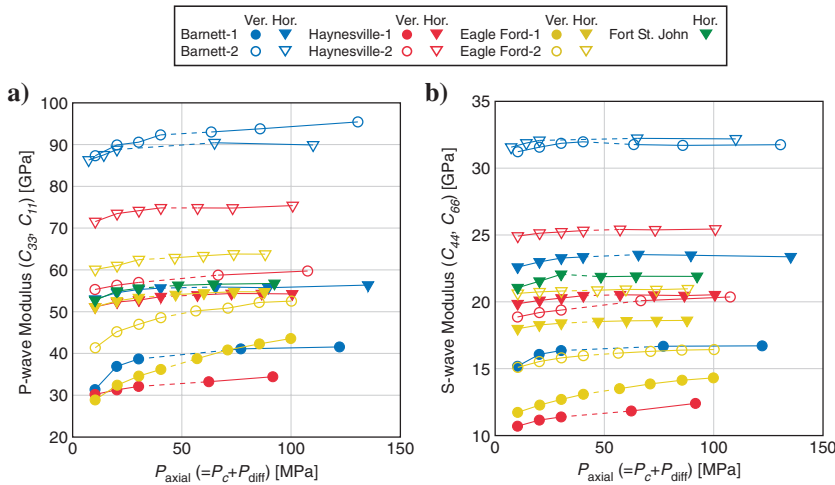 Ver. Hor. Ver. Hor. Ver. Hor. Hor.
Barnett-1 Haynesville-1 Eagle Ford-1 Fort St. John
Barnett-2 Haynesville-2 Eagle Ford-2
a)
100
90
80
70
60
50
40
30
20
P-wave Modulus (C33, C11) [GPa]
0 50 100 150
Paxial (=Pc+Pdiff) [MPa]
b)
35
30
25
20
15
10
S-wave Modulus (C44, C66) [GPa]
0 50 100 150
Paxial (=Pc+Pdiff) [MPa]